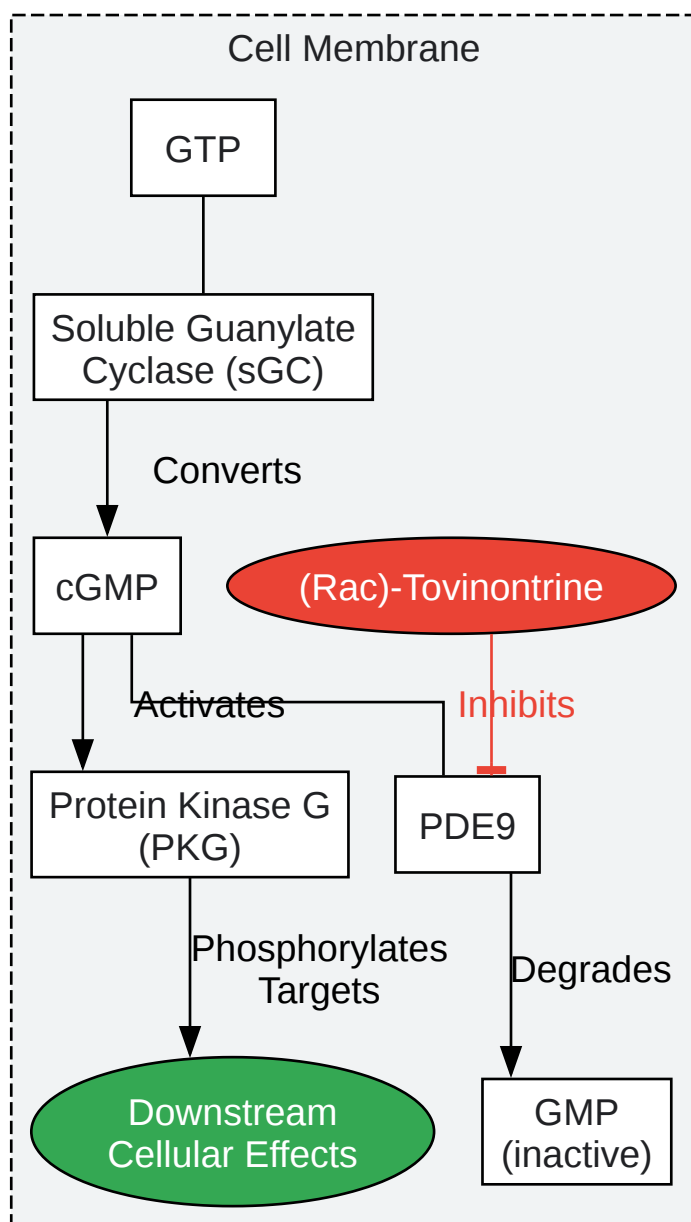 Cell Membrane
GTP
Soluble Guanylate
Cyclase (sGC)
Converts
cGMP
(Rac)-Tovinontrine
Activates
Inhibits
Protein Kinase G
(PKG)
PDE9
Phosphorylates
Targets
Degrades
Downstream
Cellular Effects
GMP
(inactive)